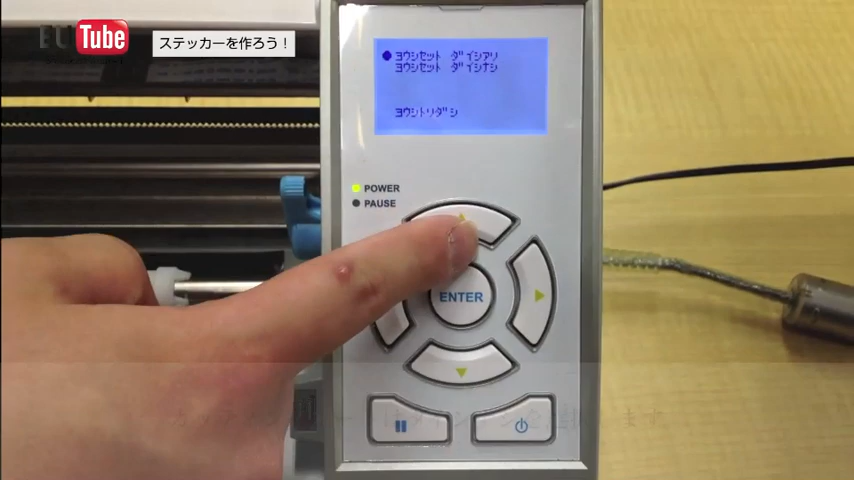 EUTube
ステッカーを作ろう！
ヨウシセット ダイシアリ
ヨウシセット ダイシナシ
ヨウシトリダシ
POWER
PAUSE
ENTER